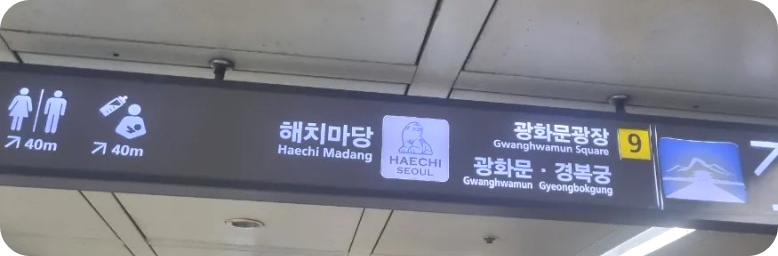 40m
40m
해치마당
Haechi Madang
HAECHI
SEOUL
광화문광장
Gwanghwamun Square
9
광화문 · 경복궁
Gwanghwamun Gyeongbokgung